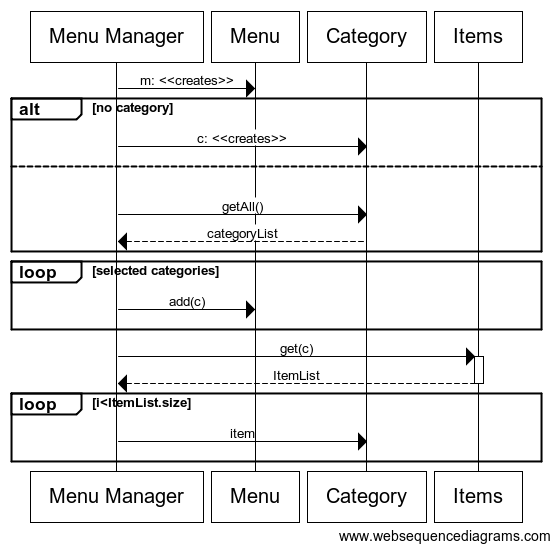 Menu Manager Menu Category Items
m: <<creates>>
alt [no category]
c: <<creates>>
getAll()
categoryList
loop [selected categories]
add(c)
get(c)
ItemList
loop [i<ItemList.size]
item
Menu Manager Menu Category Items
www.websequencediagrams.com